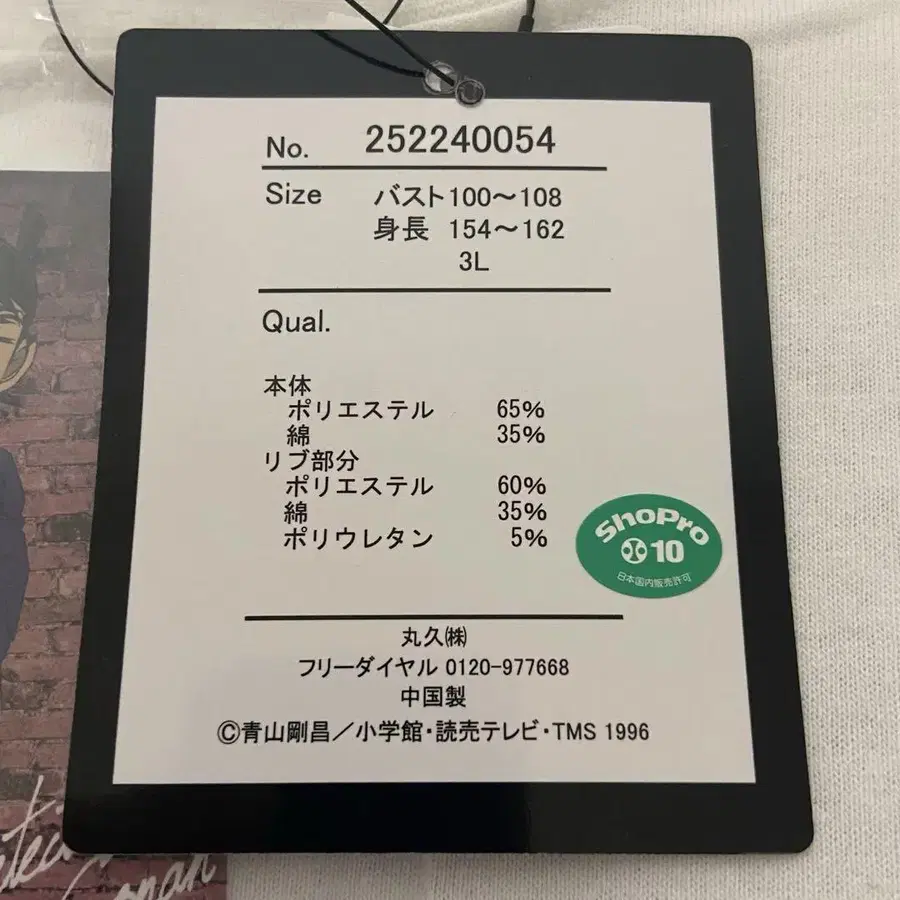 No. 252240054
Size バスト100～108
身長 154～162
3L
Qual.
本体
ポリエステル 65%
綿 35%
リブ部分
ポリエステル 60%
綿 35%
ポリウレタン 5%
ShoPro
10
日本国内販売許可
丸久㈱
フリーダイヤル 0120-977668
中国製
©青山剛昌／小学館・読売テレビ・TMS 1996